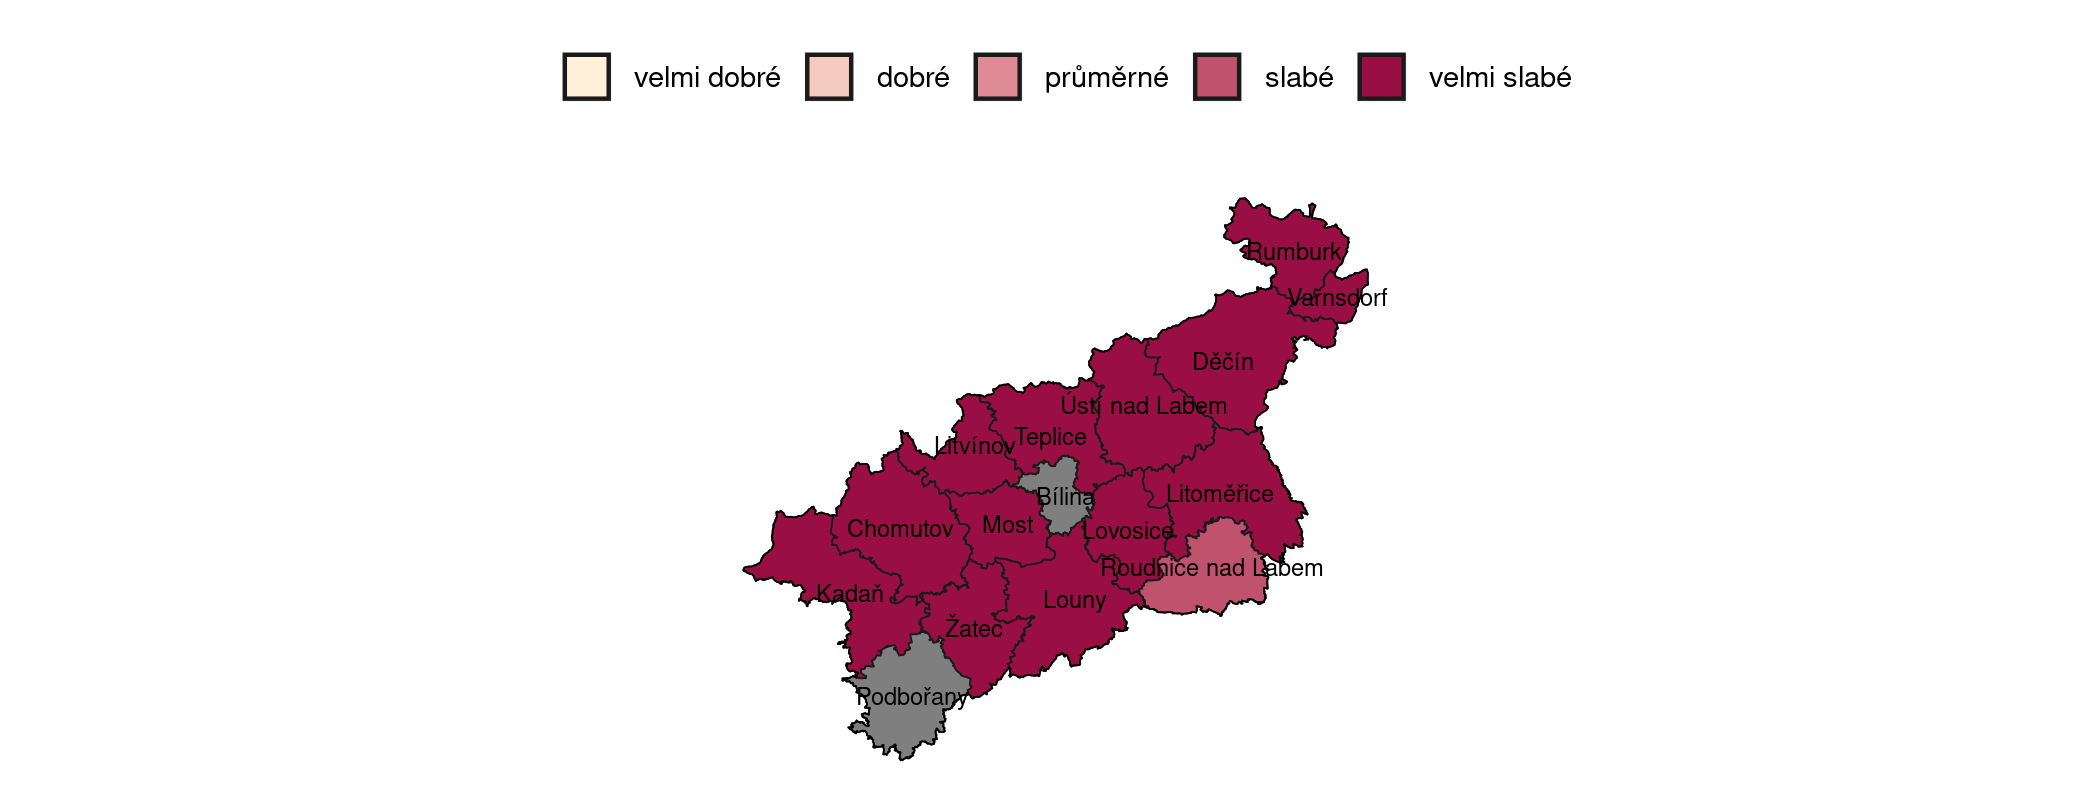 velmi dobré
dobré
průměrné
slabé
velmi slabé
Rumburk
Varnsdorf
Děčín
Ústí nad Labem
Teplice
Litvínov
Litoměřice
Bílina
Most
Chomutov
Lovosice
Roudnice nad Labem
Kadaň
Louny
Žatec
Podbořany